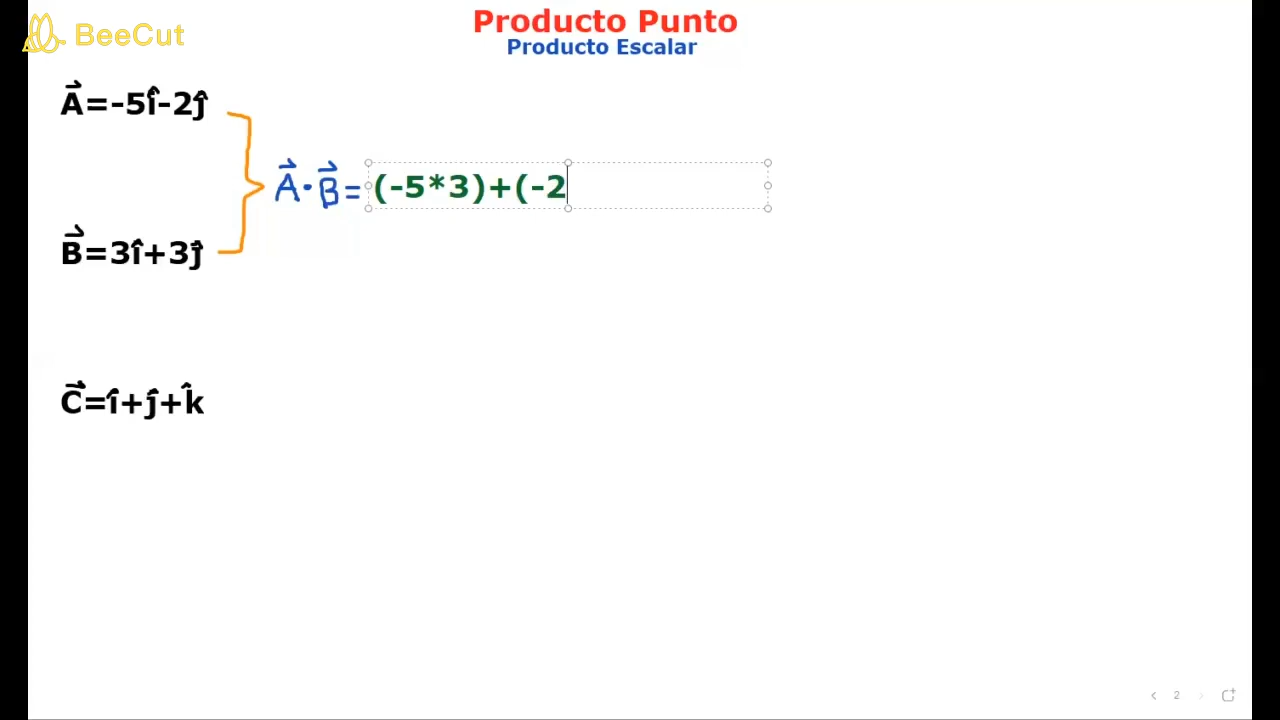 BeeCut
Producto Punto
Producto Escalar
A⃗=-5î-2ĵ
A⃗·B⃗= (-5*3)+(-2
B⃗=3î+3ĵ
C⃗=î+ĵ+k̂
2